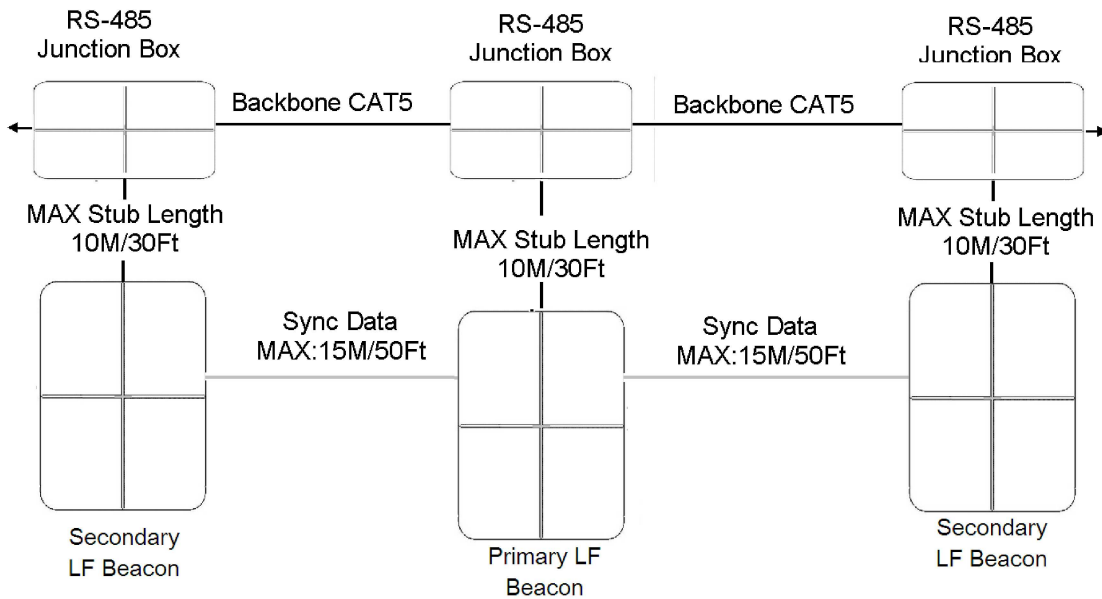 RS-485
Junction Box
RS-485
Junction Box
RS-485
Junction Box
Backbone CAT5
Backbone CAT5
MAX Stub Length
10M/30Ft
MAX Stub Length
10M/30Ft
MAX Stub Length
10M/30Ft
Sync Data
MAX:15M/50Ft
Sync Data
MAX:15M/50Ft
Secondary
LF Beacon
Primary LF
Beacon
Secondary
LF Beacon